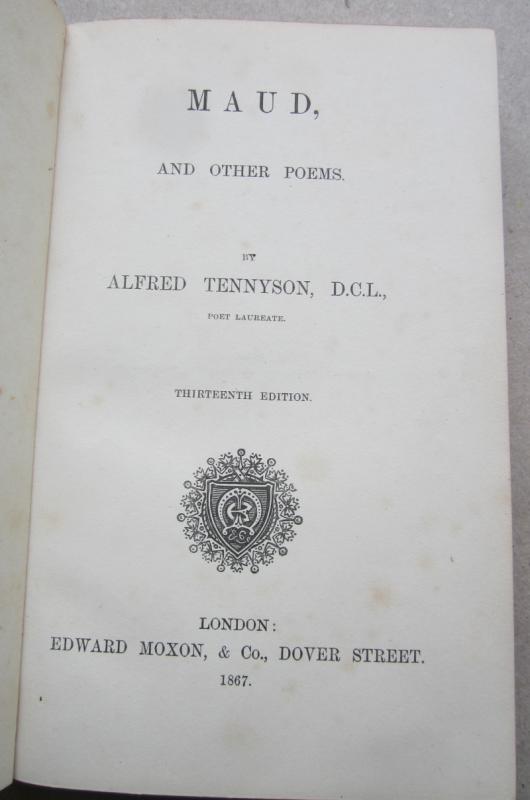 MAUD,
AND OTHER POEMS.
BY
ALFRED TENNYSON, D.C.L.,
POET LAUREATE.
THIRTEENTH EDITION.
LONDON:
EDWARD MOXON, & Co., DOVER STREET.
1867.